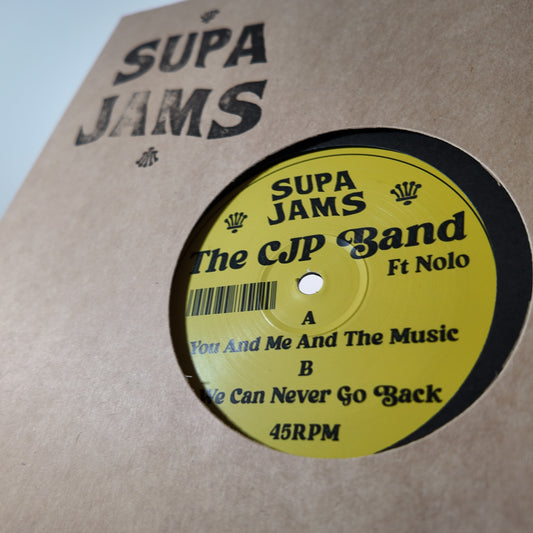 SUPA
JAMS
SUPA
JAMS
The CJP Band
Ft Nolo
A
You And Me And The Music
B
We Can Never Go Back
45RPM